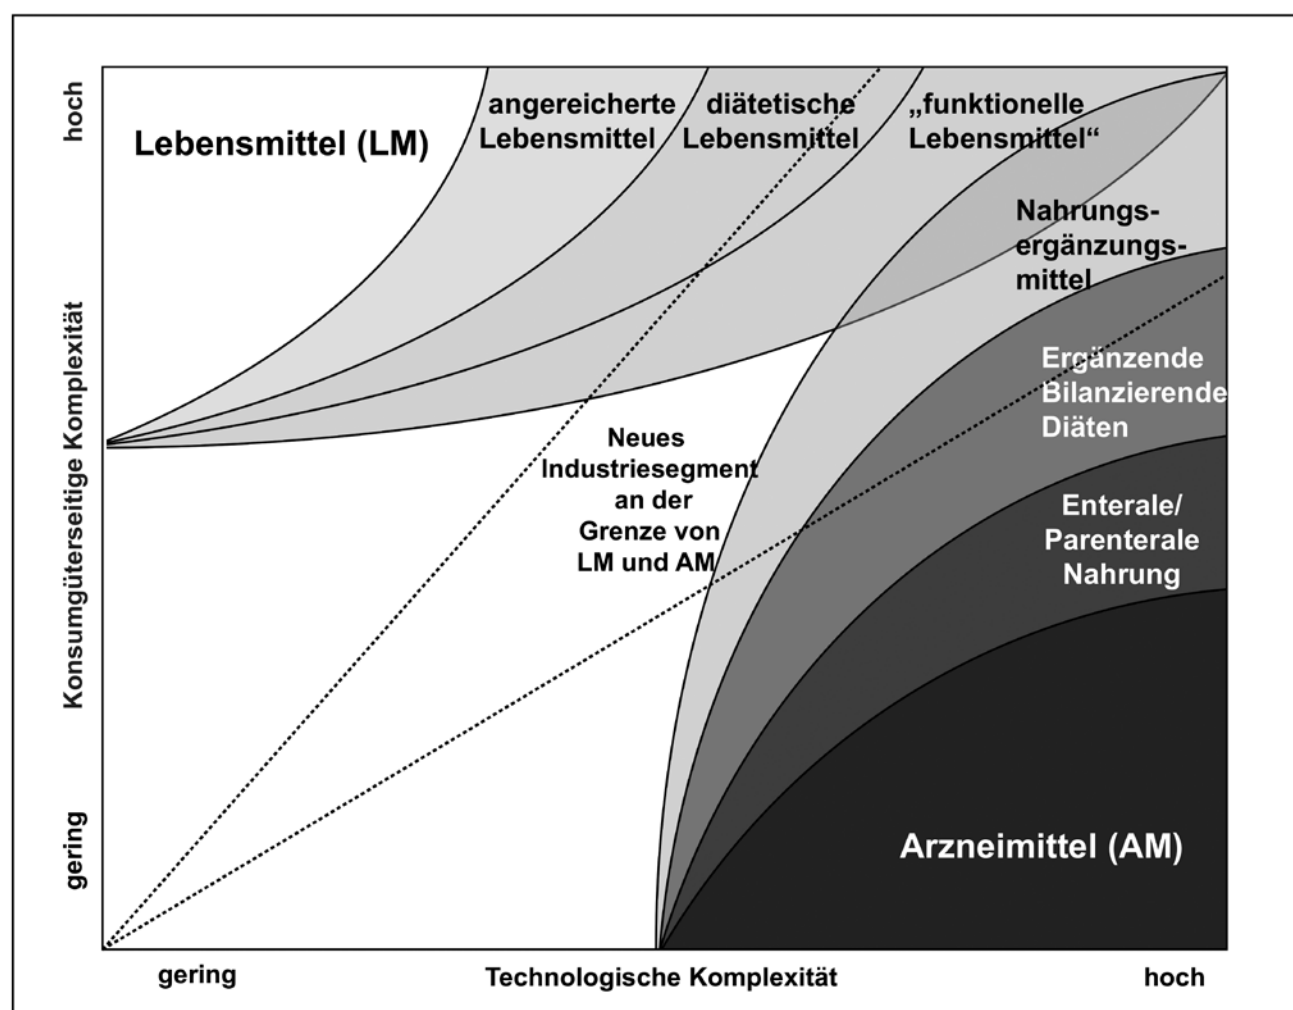 hoch
Konsumgüterseitige Komplexität
gering
Lebensmittel (LM)
angereicherte
Lebensmittel
diätetische
Lebensmittel
„funktionelle
Lebensmittel“
Nahrungs-
ergänzungs-
mittel
Ergänzende
Bilanzierende
Diäten
Neues
Industriesegment
an der
Grenze von
LM und AM
Enterale/
Parenterale
Nahrung
Arzneimittel (AM)
gering
Technologische Komplexität
hoch